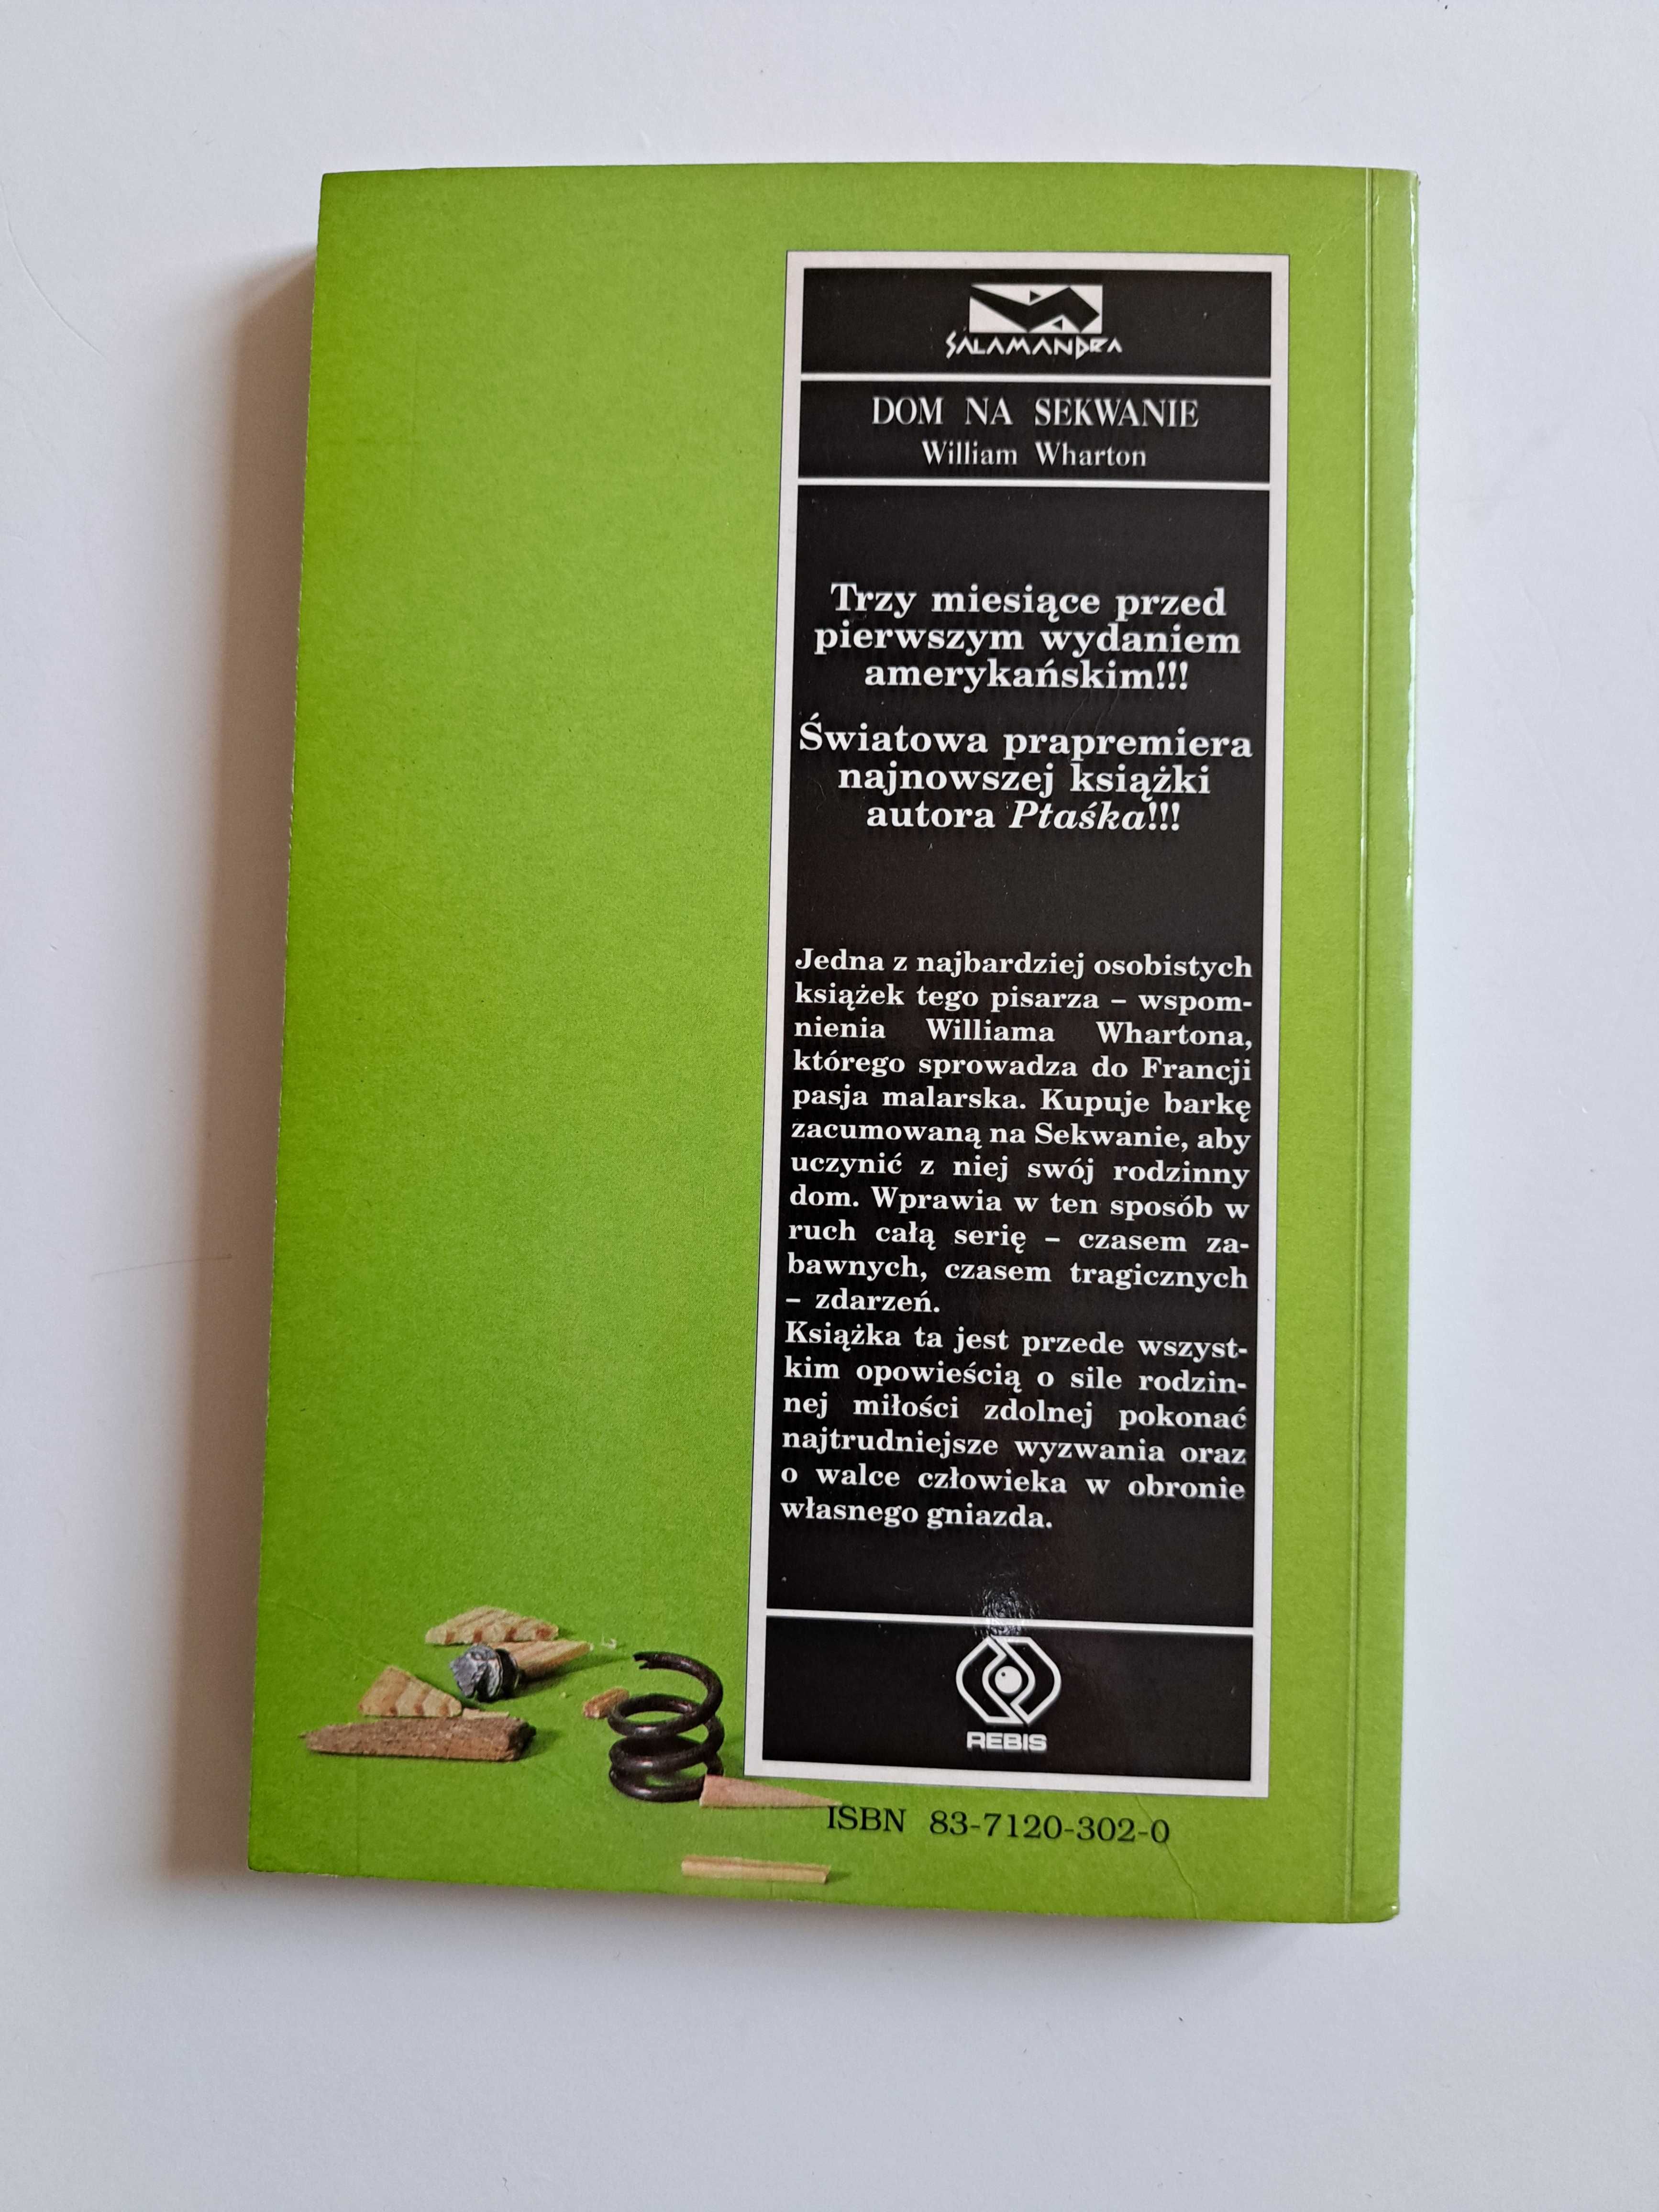 SALAMANDRA
DOM NA SEKWANIE
William Wharton
Trzy miesiące przed
pierwszym wydaniem
amerykańskim!!!
Światowa prapremiera
najnowszej książki
autora Ptaśka!!!
Jedna z najbardziej osobistych
książek tego pisarza – wspom-
nienia Williama Whartona,
którego sprowadza do Francji
pasja malarska. Kupuje barkę
zacumowaną na Sekwanie, aby
uczynić z niej swój rodzinny
dom. Wprawia w ten sposób w
ruch całą serię – czasem za-
bawnych, czasem tragicznych
– zdarzeń.
Książka ta jest przede wszyst-
kim opowieścią o sile rodzin-
nej miłości zdolnej pokonać
najtrudniejsze wyzwania oraz
o walce człowieka w obronie
własnego gniazda.
REBIS
ISBN 83-7120-302-0